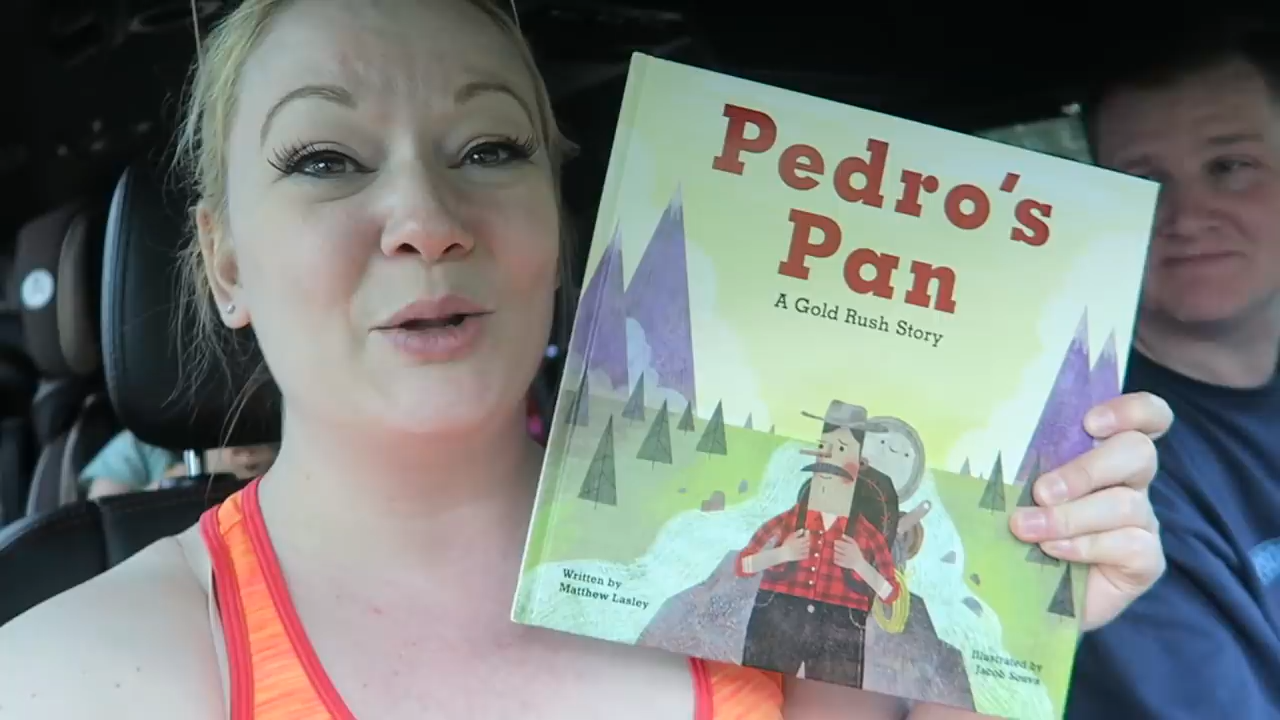 Pedro's
Pan
A Gold Rush Story
Written by
Matthew Lasley
Illustrated by
Jacob Souva